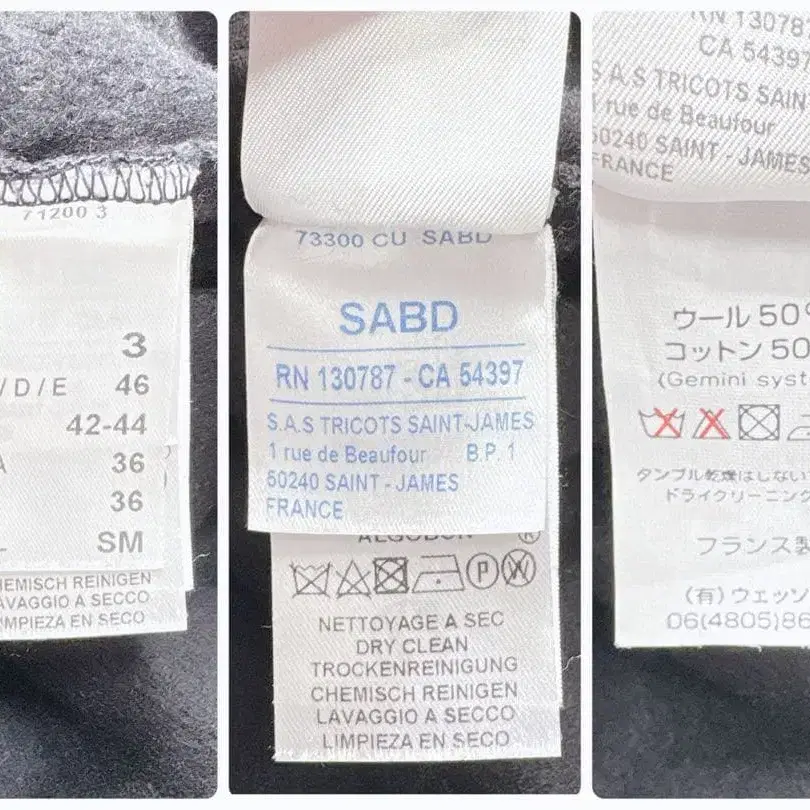 71200 3
3
/ D / E 46
42-44
A 36
36
L SM
HEMISCH REINIGEN
AVAGGIO A SECCO
IMPIEZA EN SECO
73300 CU SABD
SABD
RN 130787 - CA 54397
S.A.S TRICOTS SAINT-JAMES
1 rue de Beaufour B.P. 1
50240 SAINT - JAMES
FRANCE
ALGODON
NETTOYAGE A SEC
DRY CLEAN
TROCKENREINIGUNG
CHEMISCH REINIGEN
LAVAGGIO A SECCO
LIMPIEZA EN SECO
RN 13078
CA 54397
S.A.S TRICOTS SAIN
1 rue de Beaufour
50240 SAINT - JAMES
FRANCE
ウール 50%
コットン 50
(Gemini syst
タンブル乾燥はしない
ドライクリーニング
フランス製
(有) ウェッソ
06(4805)86